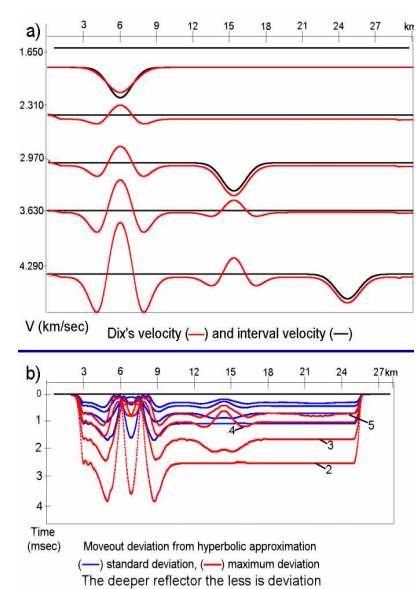 a)
3 6 9 12 15 18 21 24 27 km
1.650
2.310
2.970
3.630
4.290
V (km/sec) Dix's velocity (—) and interval velocity (—)
b)
3 6 9 12 15 18 21 24 27 km
0
1
2
3
4
5
4
3
2
Time
(msec)
Moveout deviation from hyperbolic approximation
(—) standard deviation, (—) maximum deviation
The deeper reflector the less is deviation